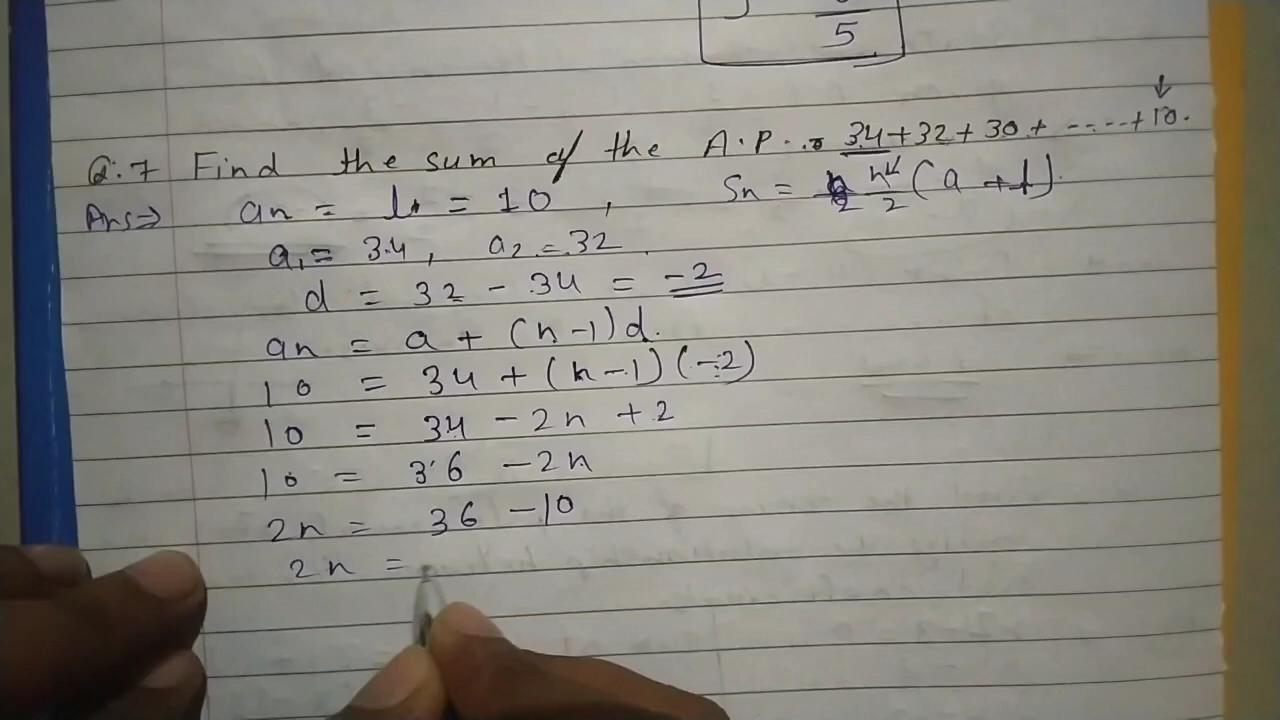 5
Q.7 Find the sum of the A.P.. 34+32+30+ ----+10.
Ans⇒ an = l = 10 , Sn = n/2 (a + l).
a₁ = 34, a₂ = 32.
d = 32 - 34 = -2
an = a + (n-1)d.
10 = 34 + (n-1)(-2)
10 = 34 - 2n + 2
10 = 36 - 2n
2n = 36 - 10
2n =